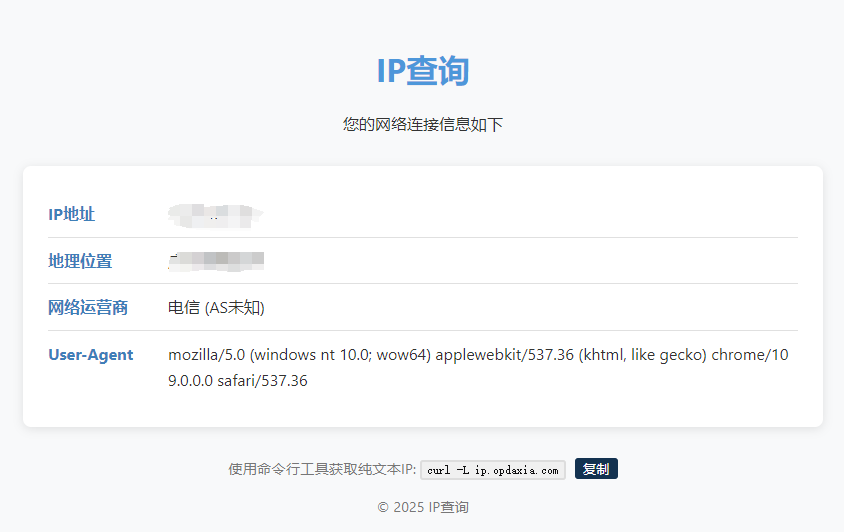 IP查询
您的网络连接信息如下
IP地址
地理位置
网络运营商 电信 (AS未知)
User-Agent mozilla/5.0 (windows nt 10.0; wow64) applewebkit/537.36 (khtml, like gecko) chrome/10
9.0.0.0 safari/537.36
使用命令行工具获取纯文本IP: curl -L ip.opdaxia.com 复制
© 2025 IP查询